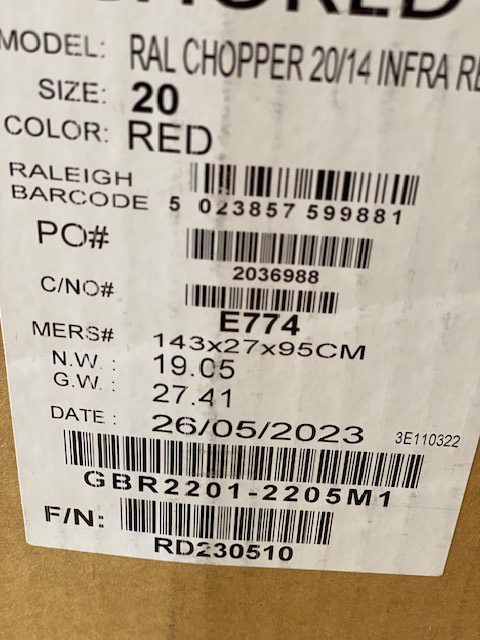 MODEL: RAL CHOPPER 20/14 INFRA
SIZE: 20
COLOR: RED
RALEIGH
BARCODE 5 023857 599881
PO#
2036988
C/NO#
E774
MERS# 143x27x95CM
N.W. : 19.05
G.W. : 27.41
DATE : 26/05/2023 3E110322
GBR2201-2205M1
F/N:
RD230510